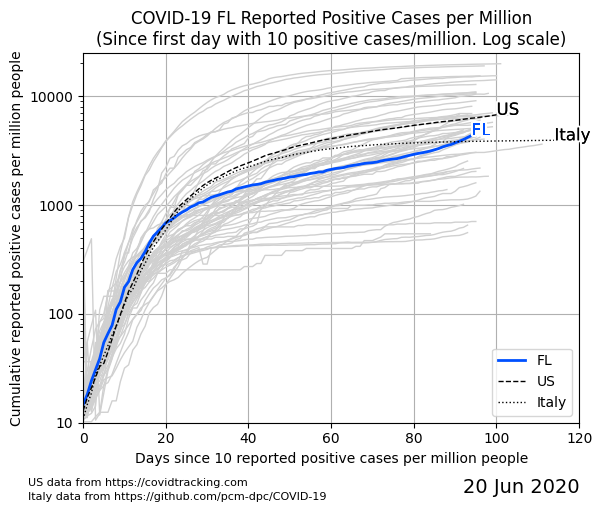 COVID-19 FL Reported Positive Cases per Million
(Since first day with 10 positive cases/million. Log scale)
Cumulative reported positive cases per million people
10000
1000
100
10
US
FL
Italy
FL
US
Italy
0 20 40 60 80 100 120
Days since 10 reported positive cases per million people
US data from https://covidtracking.com
Italy data from https://github.com/pcm-dpc/COVID-19
20 Jun 2020